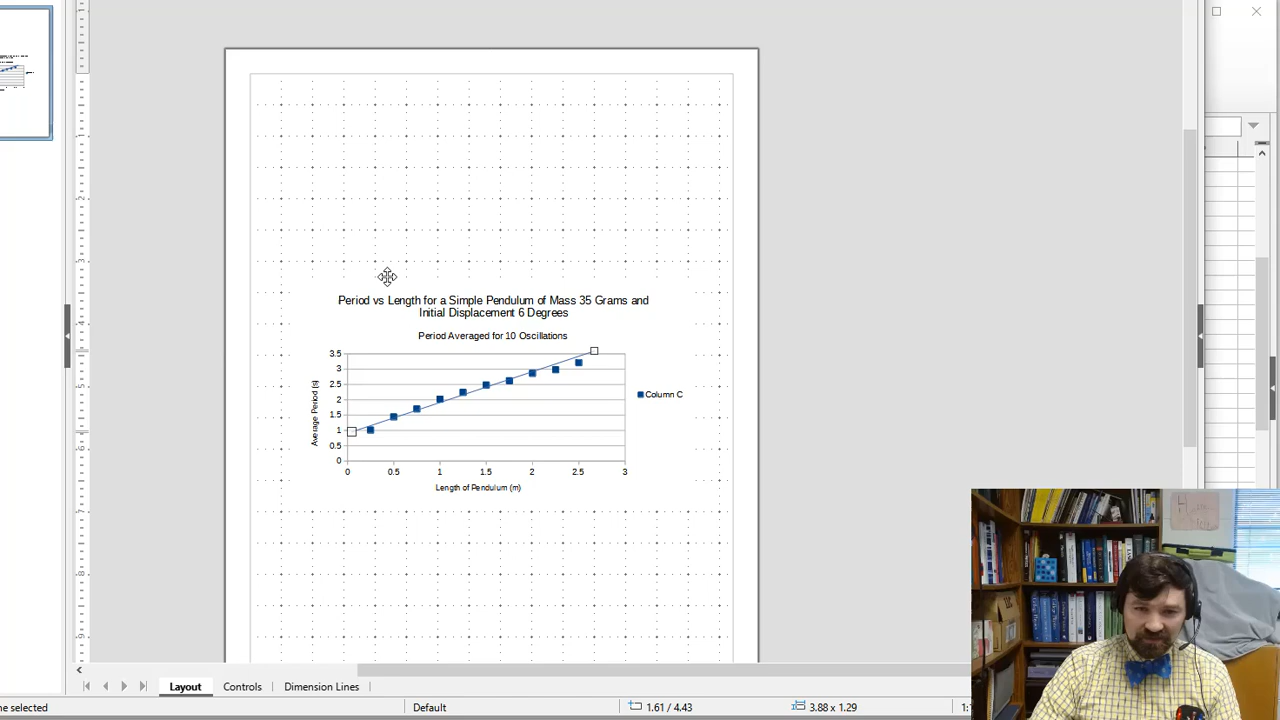 Period vs Length for a Simple Pendulum of Mass 35 Grams and
Initial Displacement 6 Degrees
Period Averaged for 10 Oscillations
3.5
3
2.5
2
1.5
1
0.5
0
Average Period (s)
Column C
0 0.5 1 1.5 2 2.5 3
Length of Pendulum (m)
Layout Controls Dimension Lines
ne selected Default 1.61 / 4.43 3.88 x 1.29 1: